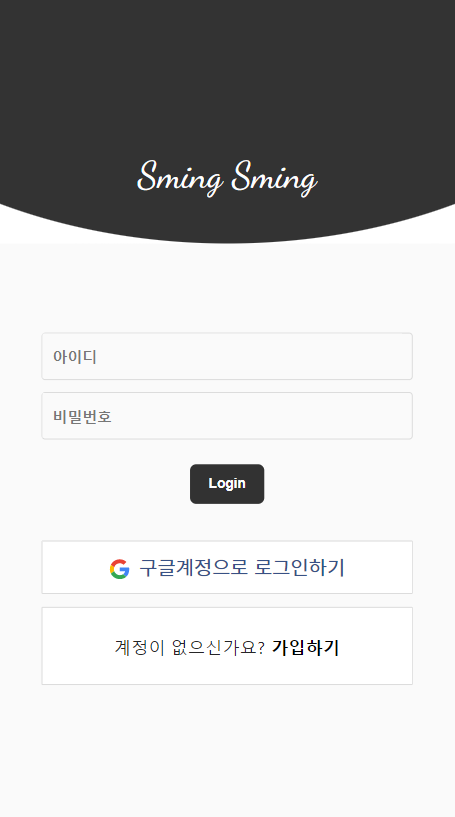 Sming Sming
아이디
비밀번호
Login
구글계정으로 로그인하기
계정이 없으신가요? 가입하기